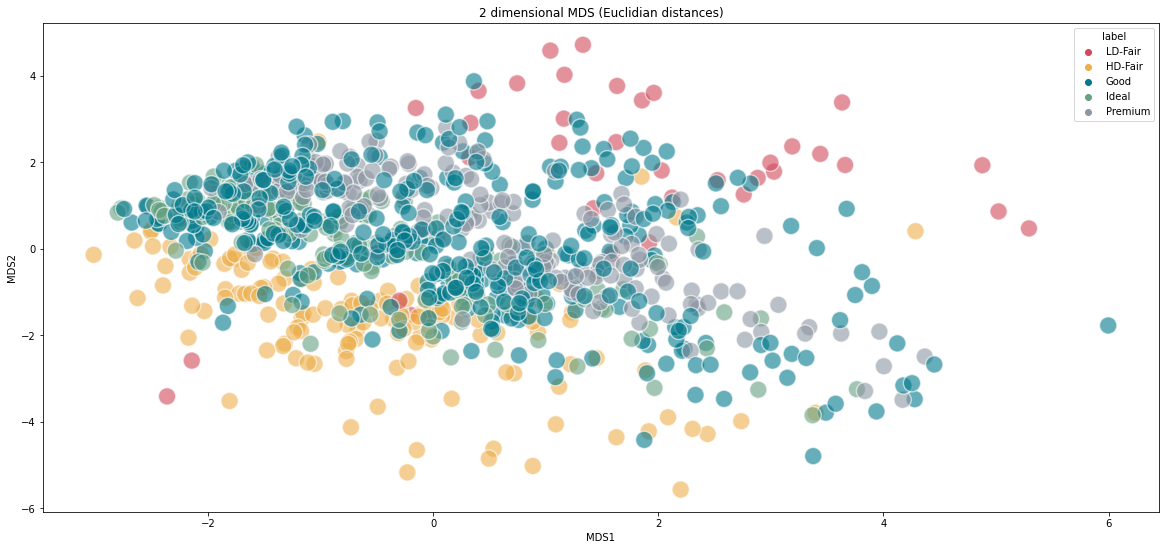 2 dimensional MDS (Euclidian distances)
label
LD-Fair
HD-Fair
Good
Ideal
Premium
4
2
0
−2
−4
−6
MDS2
−2
0
2
4
6
MDS1